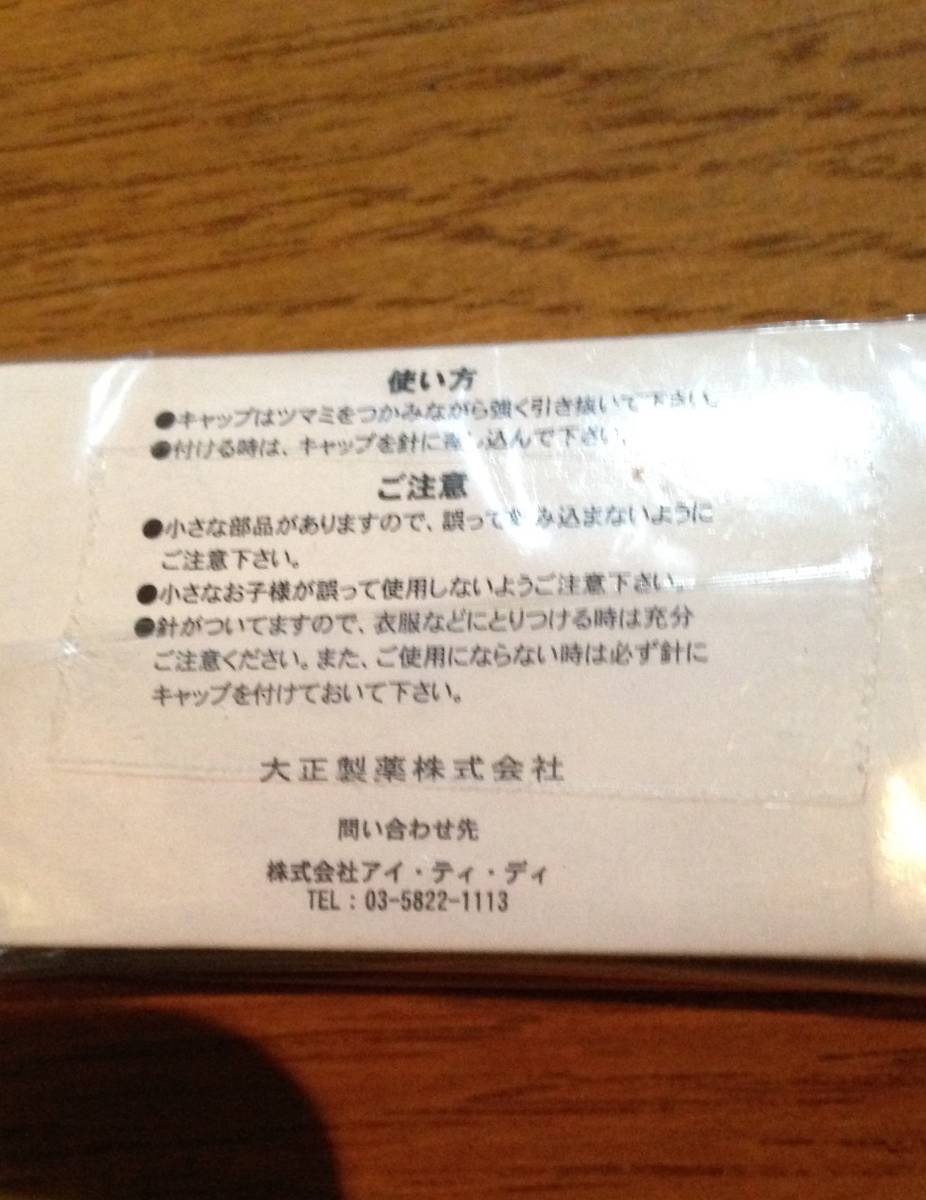 使い方
●キャップはツマミをつかみながら強く引き抜いて下さい。
●付ける時は、キャップを針に差し込んで下さい。
ご注意
●小さな部品がありますので、誤って飲み込まないように
ご注意下さい。
●小さなお子様が誤って使用しないようご注意下さい。
●針がついてますので、衣服などにとりつける時は充分
ご注意ください。また、ご使用にならない時は必ず針に
キャップを付けておいて下さい。
大正製薬株式会社
問い合わせ先
株式会社アイ・ティ・ディ
TEL：03-5822-1113